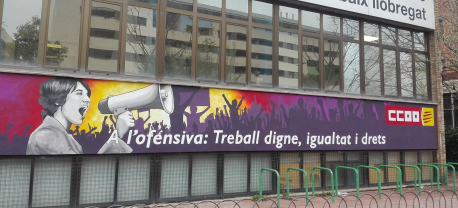 baix llobregat
A l'ofensiva: Treball digne, igualtat i drets
CCOO